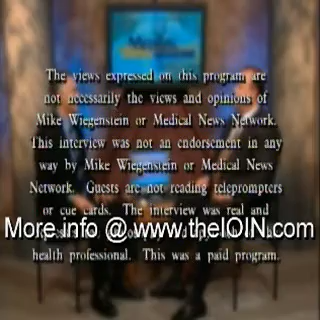 The views expressed on this program are
not necessarily the views and opinions of
Mike Wiegenstein or Medical News Network.
This interview was not an endorsement in any
way by Mike Wiegenstein or Medical News
Network. Guests are not reading teleprompters
or cue cards. The interview was real and
More.info @ www.theIOIN.com
health professional. This was a paid program.